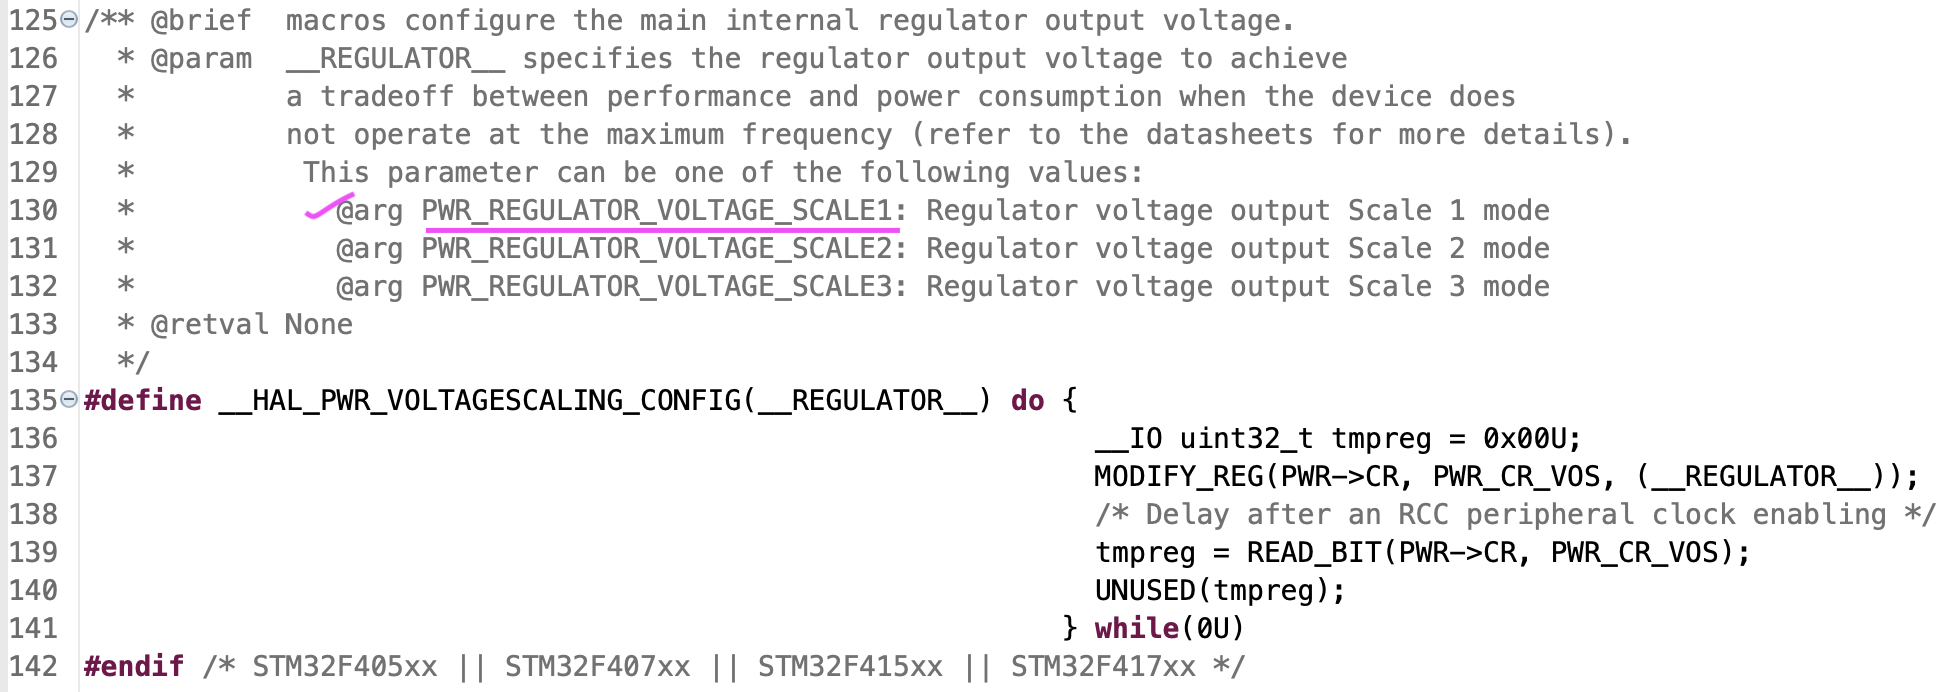 125 /** @brief  macros configure the main internal regulator output voltage.
126   * @param  __REGULATOR__ specifies the regulator output voltage to achieve
127   *         a tradeoff between performance and power consumption when the device does
128   *         not operate at the maximum frequency (refer to the datasheets for more details).
129   *          This parameter can be one of the following values:
130   *            @arg PWR_REGULATOR_VOLTAGE_SCALE1: Regulator voltage output Scale 1 mode
131   *            @arg PWR_REGULATOR_VOLTAGE_SCALE2: Regulator voltage output Scale 2 mode
132   *            @arg PWR_REGULATOR_VOLTAGE_SCALE3: Regulator voltage output Scale 3 mode
133   * @retval None
134   */
135 #define __HAL_PWR_VOLTAGESCALING_CONFIG(__REGULATOR__) do {
136                                                             __IO uint32_t tmpreg = 0x00U;
137                                                             MODIFY_REG(PWR->CR, PWR_CR_VOS, (__REGULATOR__));
138                                                             /* Delay after an RCC peripheral clock enabling */
139                                                             tmpreg = READ_BIT(PWR->CR, PWR_CR_VOS);
140                                                             UNUSED(tmpreg);
141                                                           } while(0U)
142 #endif /* STM32F405xx || STM32F407xx || STM32F415xx || STM32F417xx */